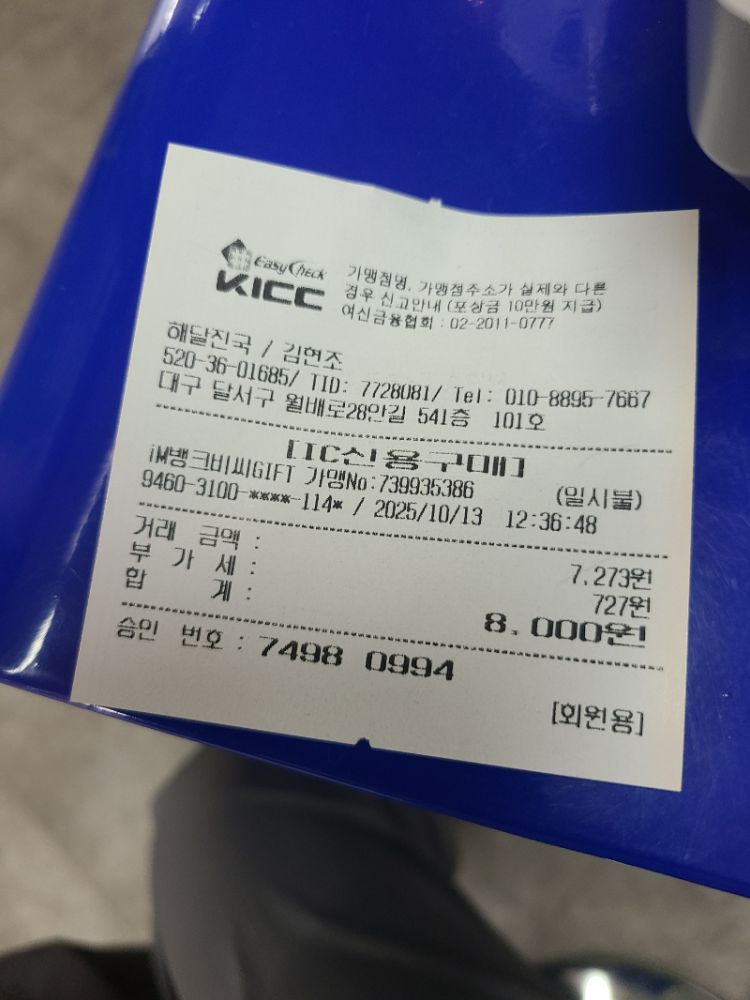 EasyCheck
KICC
가맹점명, 가맹점주소가 실제와 다른
경우 신고안내 (포상금 10만원 지급)
여신금융협회 : 02-2011-0777
해달진국 / 김현조
520-36-01685/ TID: 7728U81/ Tel: 010-8895-7667
대구 달서구 월배로28안길 541층 101호
[IC신용구매]
iM뱅크비씨GIFT 가맹No:739935386 (일시불)
9460-3100-****-114* / 2025/10/13 12:36:48
거래 금액 : 7,273원
부 가 세 : 727원
합 계 : 8,000원
승인 번호 : 7498 0994
[회원용]